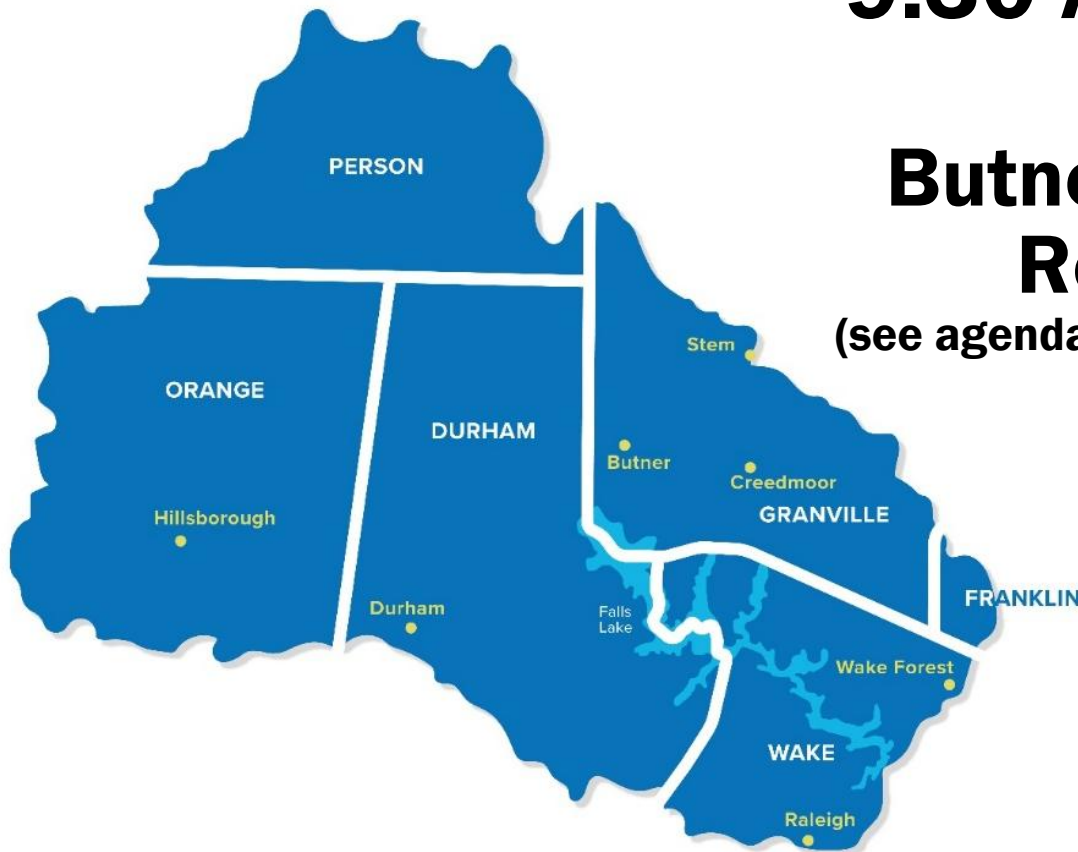 PERSON
Butn
R
(see agenda
Stem
ORANGE
DURHAM
Butner
Creedmoor
GRANVILLE
Hillsborough
FRANKLIN
Durham
Falls
Lake
Wake Forest
WAKE
Raleigh